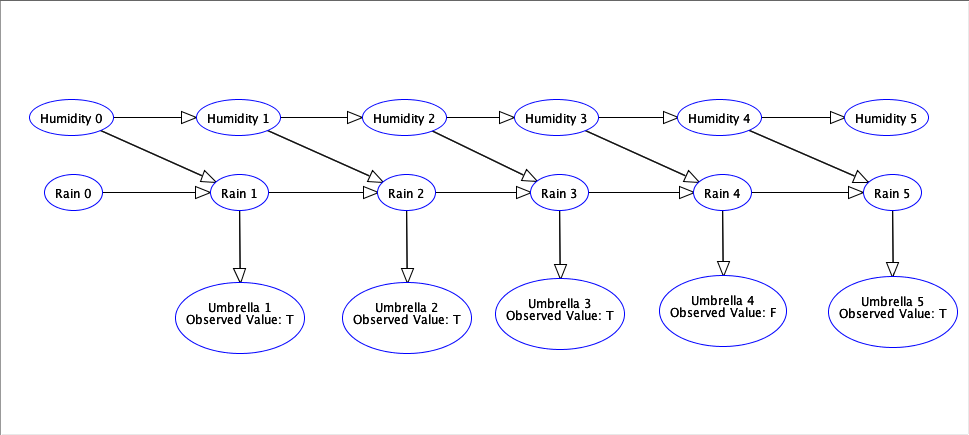 Humidity 0
Humidity 1
Humidity 2
Humidity 3
Humidity 4
Humidity 5
Rain 0
Rain 1
Rain 2
Rain 3
Rain 4
Rain 5
Umbrella 1
Observed Value: T
Umbrella 2
Observed Value: T
Umbrella 3
Observed Value: T
Umbrella 4
Observed Value: F
Umbrella 5
Observed Value: T